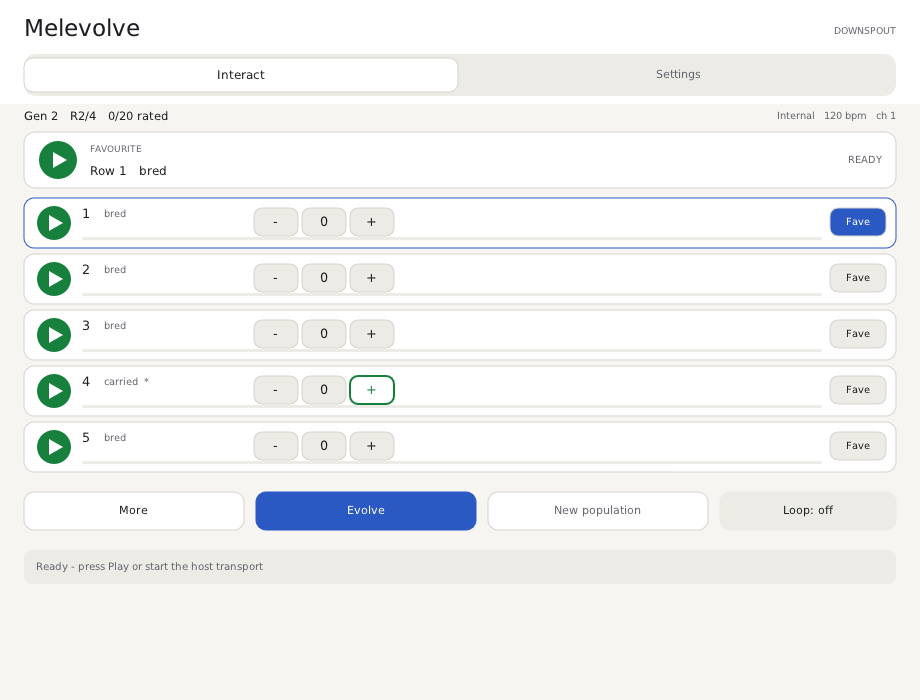 Melevolve
DOWNSPOUT
Interact Settings
Gen 2 R2/4 0/20 rated
Internal 120 bpm ch 1
FAVOURITE
Row 1 bred
READY
1 bred - 0 + Fave
2 bred - 0 + Fave
3 bred - 0 + Fave
4 carried * - 0 + Fave
5 bred - 0 + Fave
More Evolve New population Loop: off
Ready - press Play or start the host transport